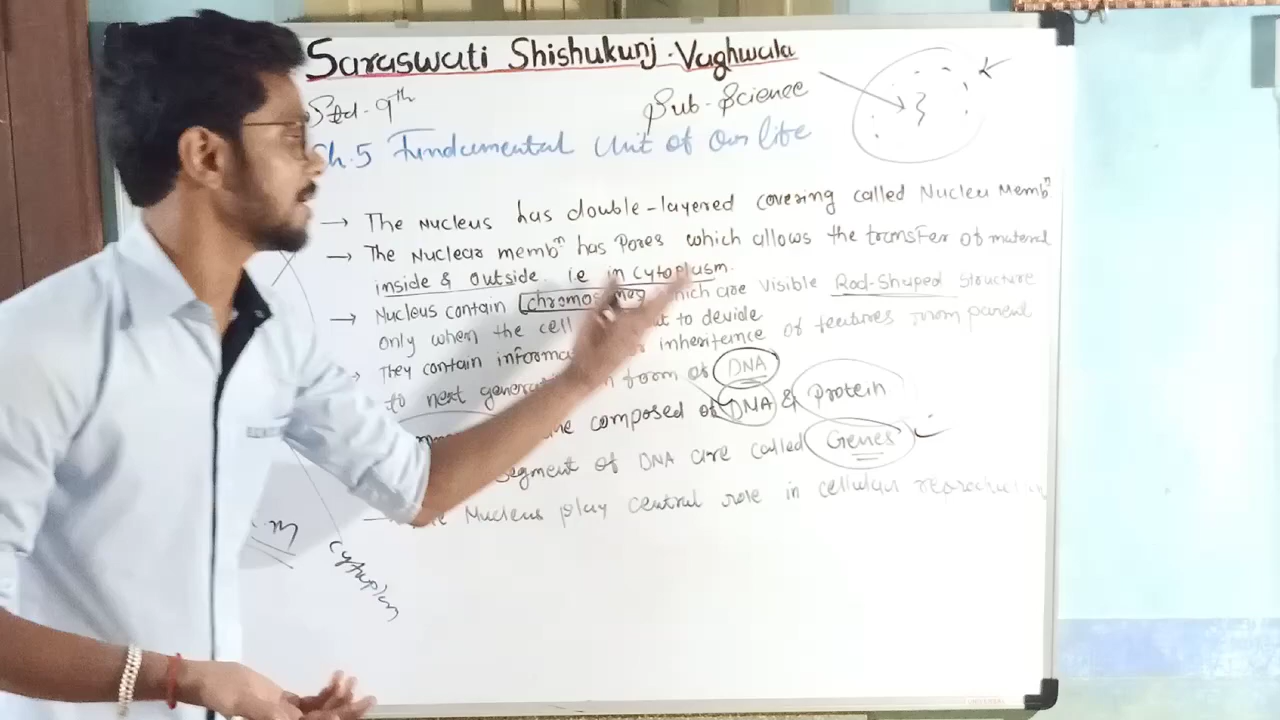 Saraswati Shishukunj - Vaghwala
Std - 9th Sub - Science
Ch. 5 Fundamental Unit of Our life
→ The Nucleus has double-layered covering called Nuclear Membn
→ The Nuclear membn has Pores which allows the transfer of material
inside & outside i.e in cytoplasm.
→ Nucleus contain which are visible Rod-Shaped Structure
only when the cell to devide
They contain inheritence of features from parent
to next form of DNA
composed of DNA & Protein
Segment of DNA are called Genes
Nucleus play central role in cellular reproduction
cytoplasm